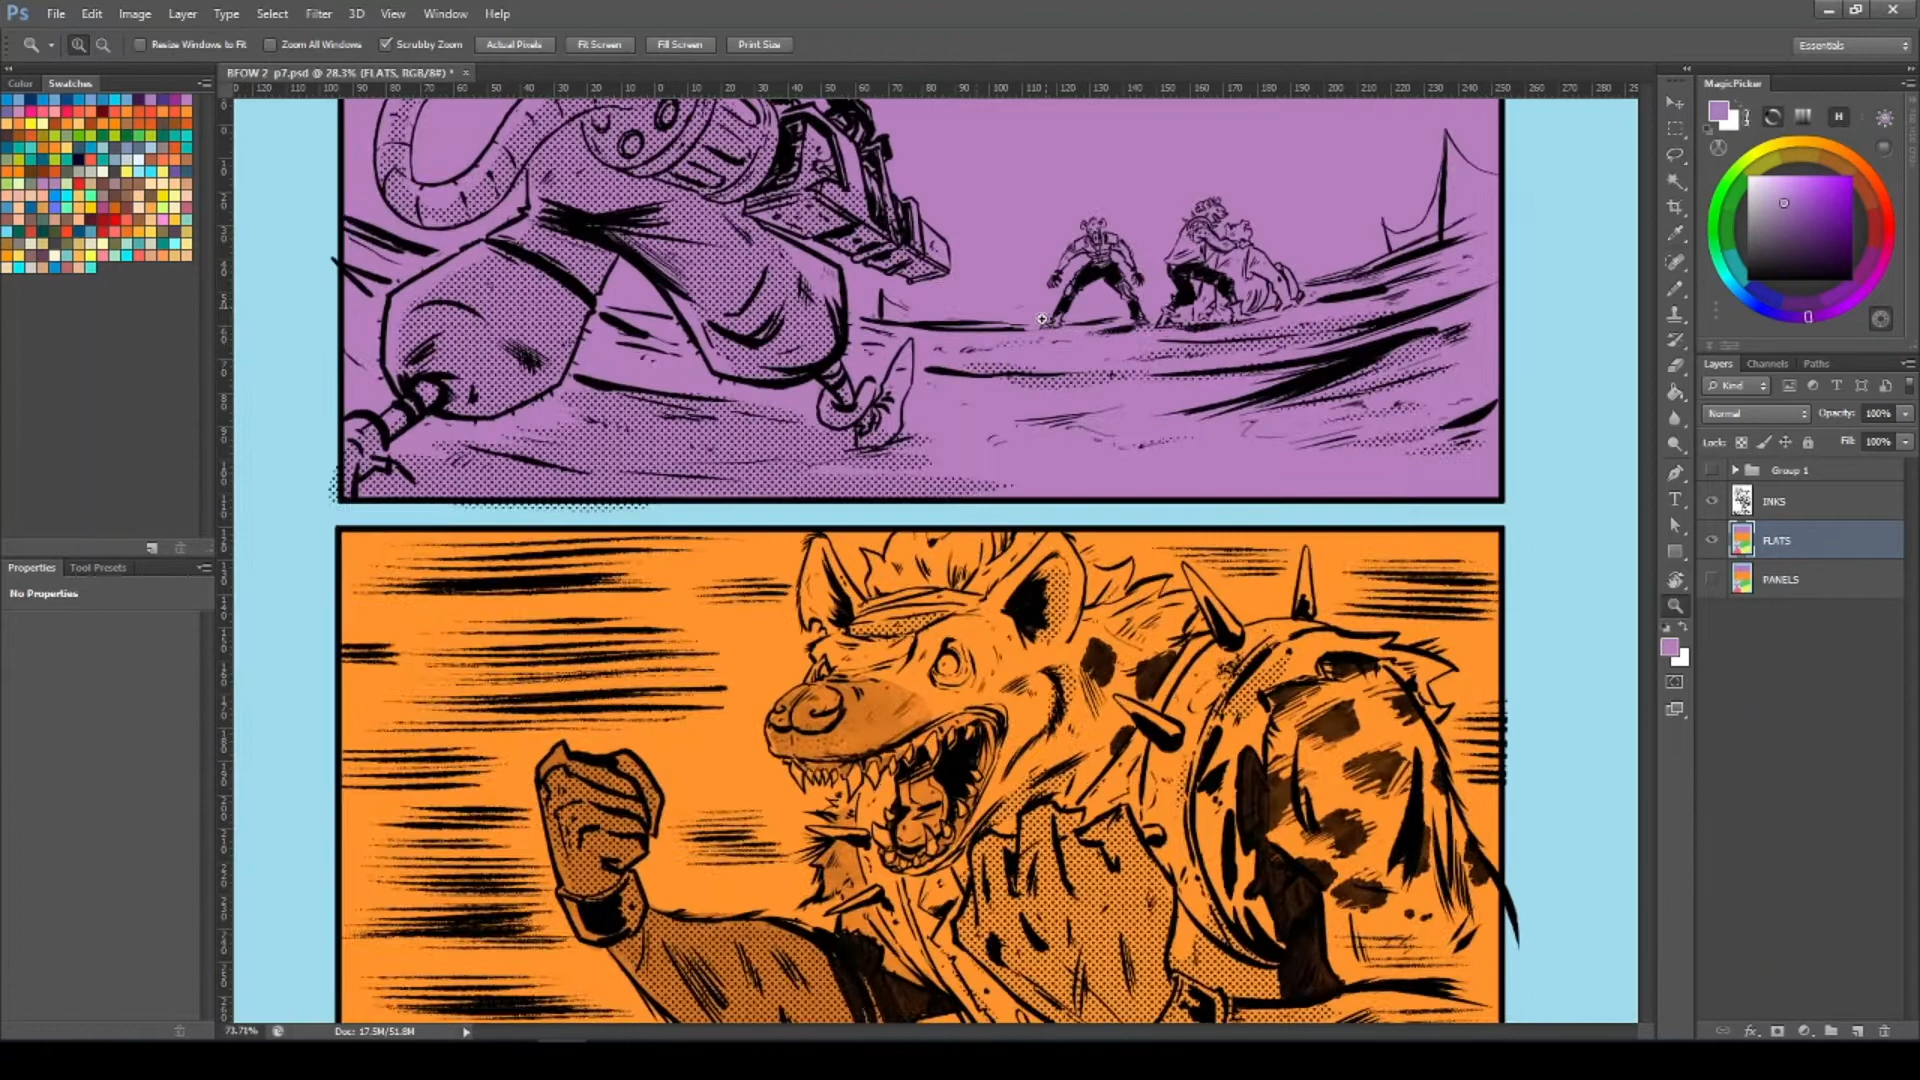 Ps File Edit Image Layer Type Select Filter 3D View Window Help
Resize Windows to Fit Zoom All Windows Scrubby Zoom Actual Pixels Fit Screen Fill Screen Print Size Essentials
Color Swatches
BFOW 2 p7.psd @ 28.3% (FLATS, RGB/8#) * ×
MagicPicker
H
Layers Channels Paths
Kind
Normal Opacity: 100%
Lock: Fill: 100%
Group 1
INKS
FLATS
PANELS
Properties Tool Presets
No Properties
73.71% Doc: 17.5M/51.8M